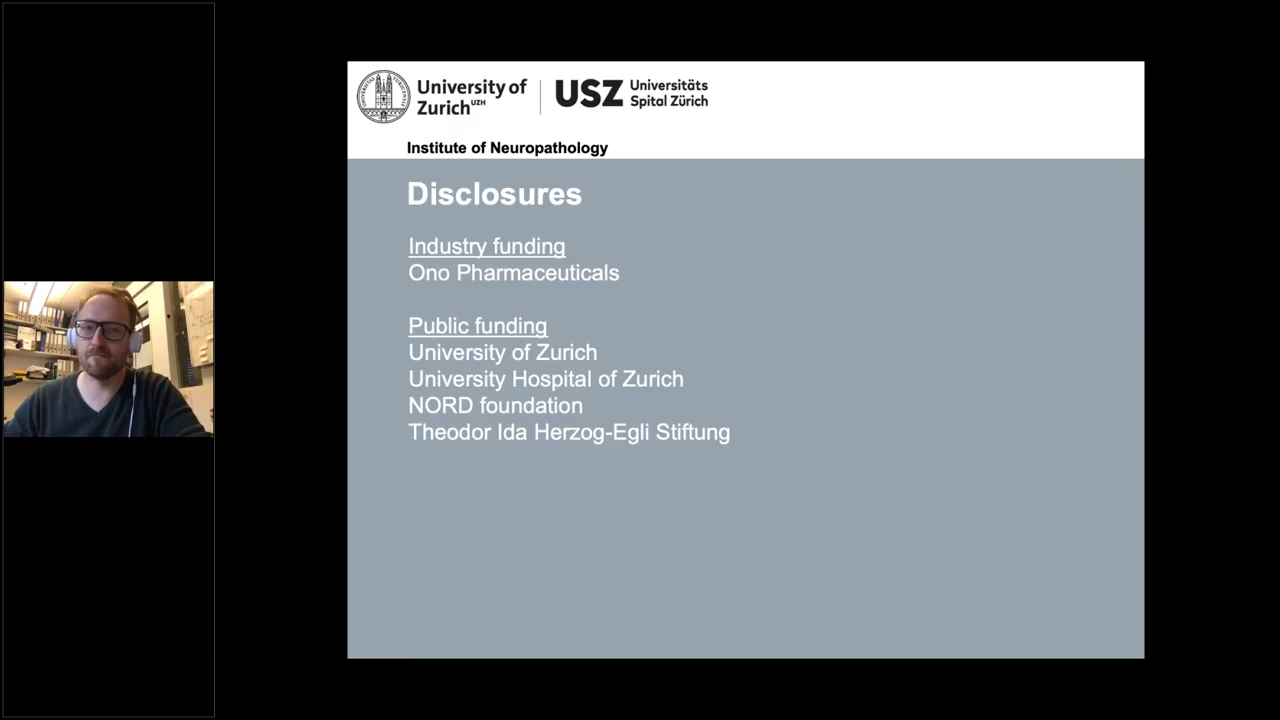 University of
Zurich UZH
USZ Universitäts
Spital Zürich
Institute of Neuropathology
Disclosures
Industry funding
Ono Pharmaceuticals
Public funding
University of Zurich
University Hospital of Zurich
NORD foundation
Theodor Ida Herzog-Egli Stiftung